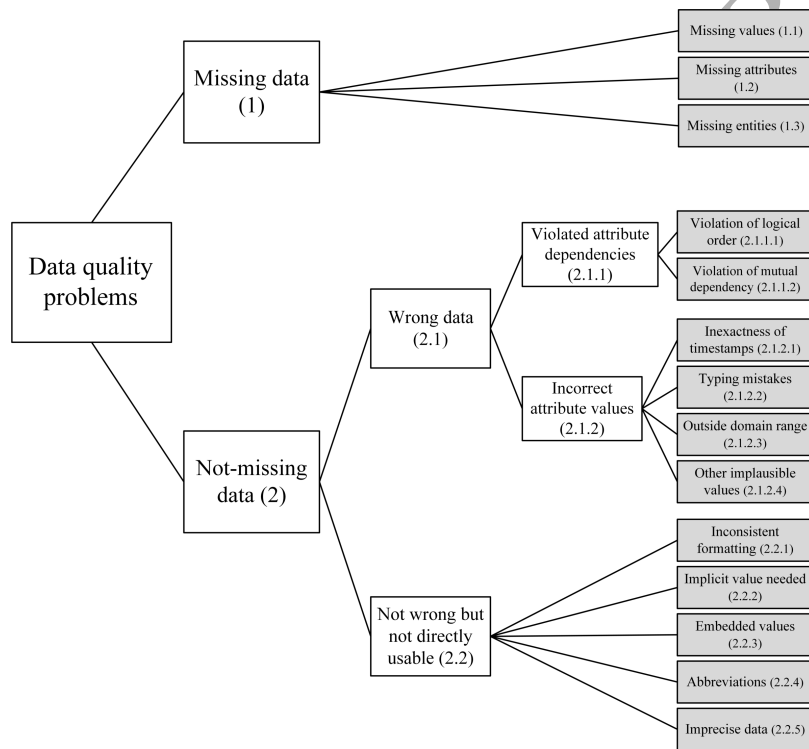 Missing values (1.1)
Missing attributes
(1.2)
Missing entities (1.3)
Missing data
(1)
Data quality
problems
Violated attribute
dependencies
(2.1.1)
Violation of logical
order (2.1.1.1)
Violation of mutual
dependency (2.1.1.2)
Wrong data
(2.1)
Incorrect
attribute values
(2.1.2)
Inexactness of
timestamps (2.1.2.1)
Typing mistakes
(2.1.2.2)
Outside domain range
(2.1.2.3)
Other implausible
values (2.1.2.4)
Not-missing
data (2)
Not wrong but
not directly
usable (2.2)
Inconsistent
formatting (2.2.1)
Implicit value needed
(2.2.2)
Embedded values
(2.2.3)
Abbreviations (2.2.4)
Imprecise data (2.2.5)